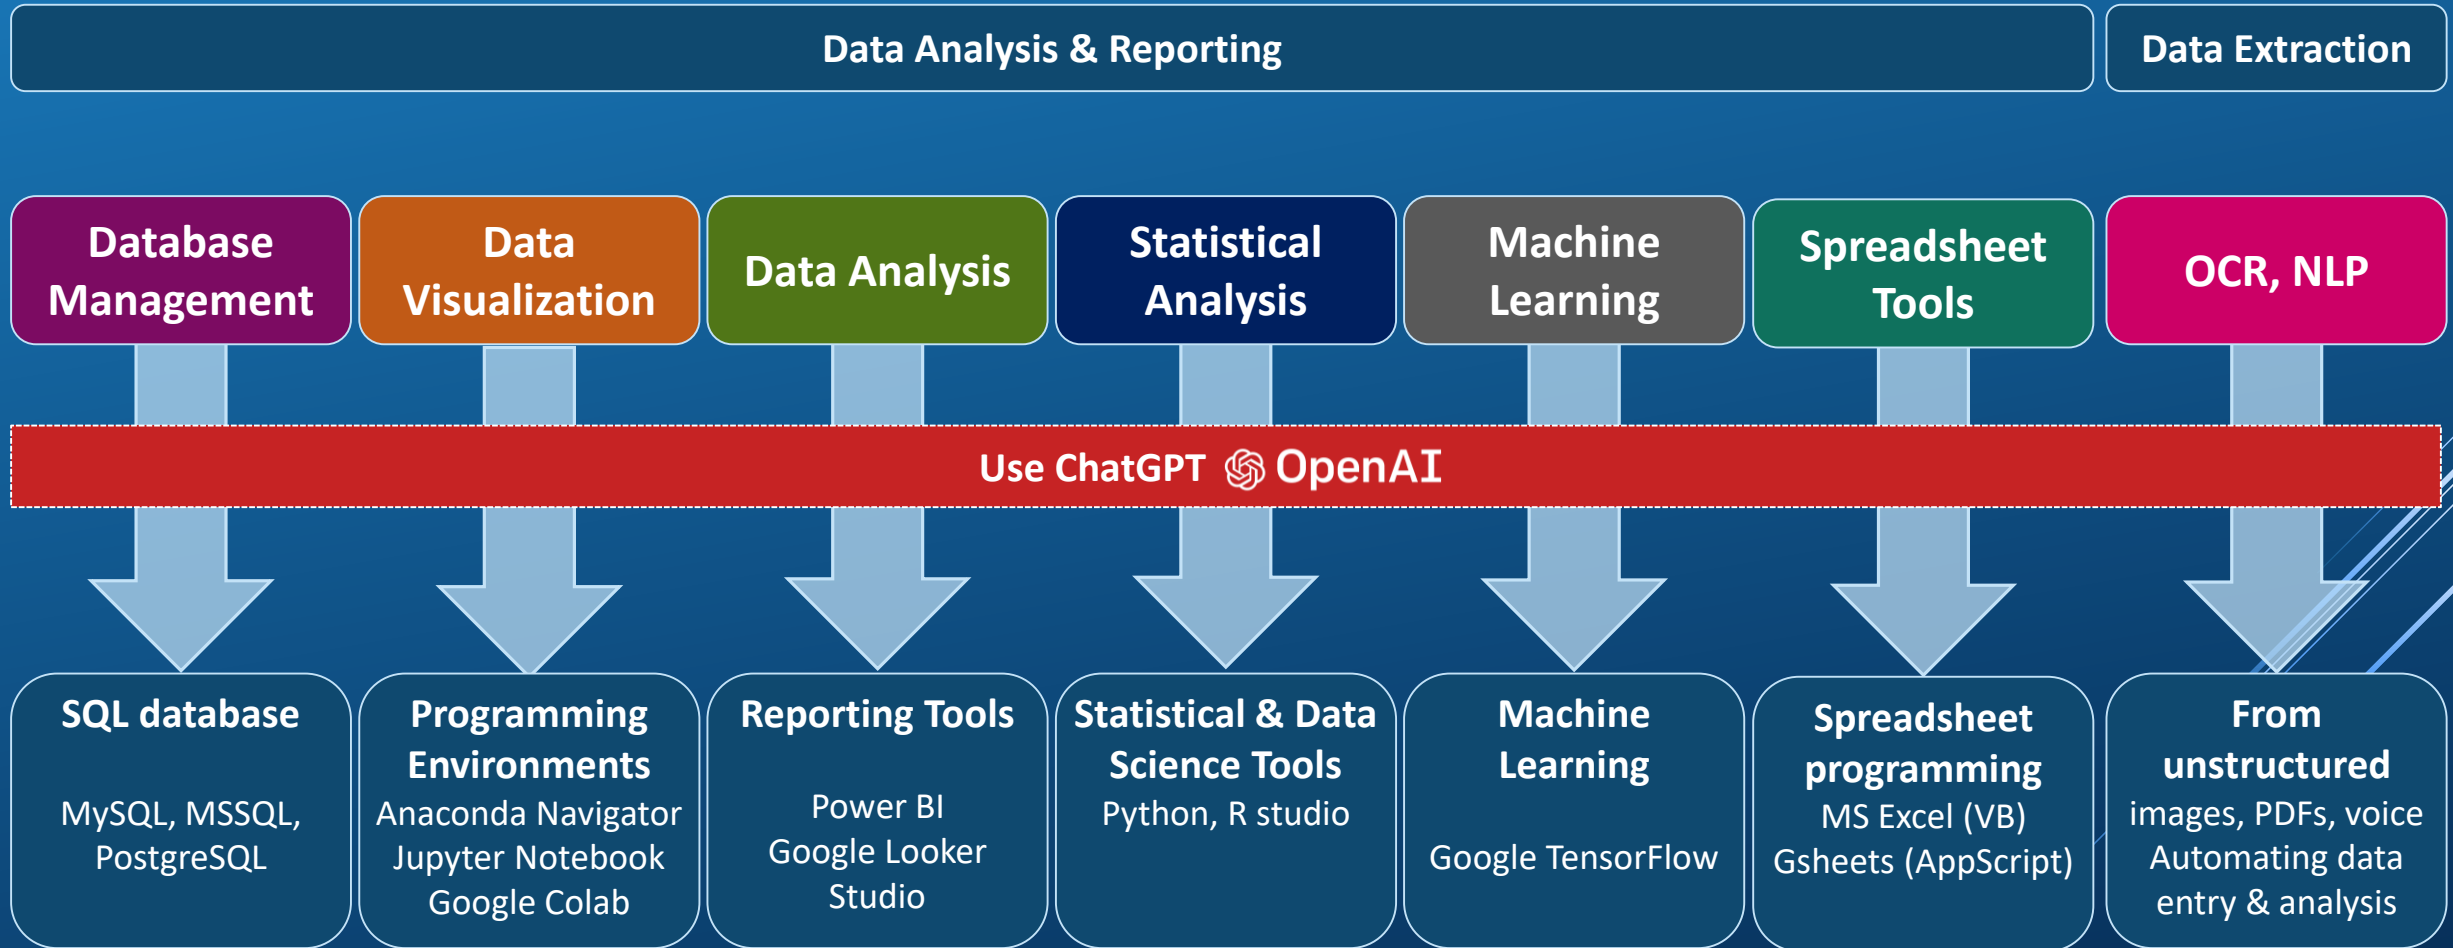 Data Analysis & Reporting
Data Extraction
Database
Management
Data
Visualization
Data Analysis
Statistical
Analysis
Machine
Learning
Spreadsheet
Tools
OCR, NLP
Use ChatGPT OpenAI
SQL database
MySQL, MSSQL,
PostgreSQL
Programming
Environments
Anaconda Navigator
Jupyter Notebook
Google Colab
Reporting Tools
Power BI
Google Looker
Studio
Statistical & Data
Science Tools
Python, R studio
Machine
Learning
Google TensorFlow
Spreadsheet
programming
MS Excel (VB)
Gsheets (AppScript)
From
unstructured
images, PDFs, voice
Automating data
entry & analysis